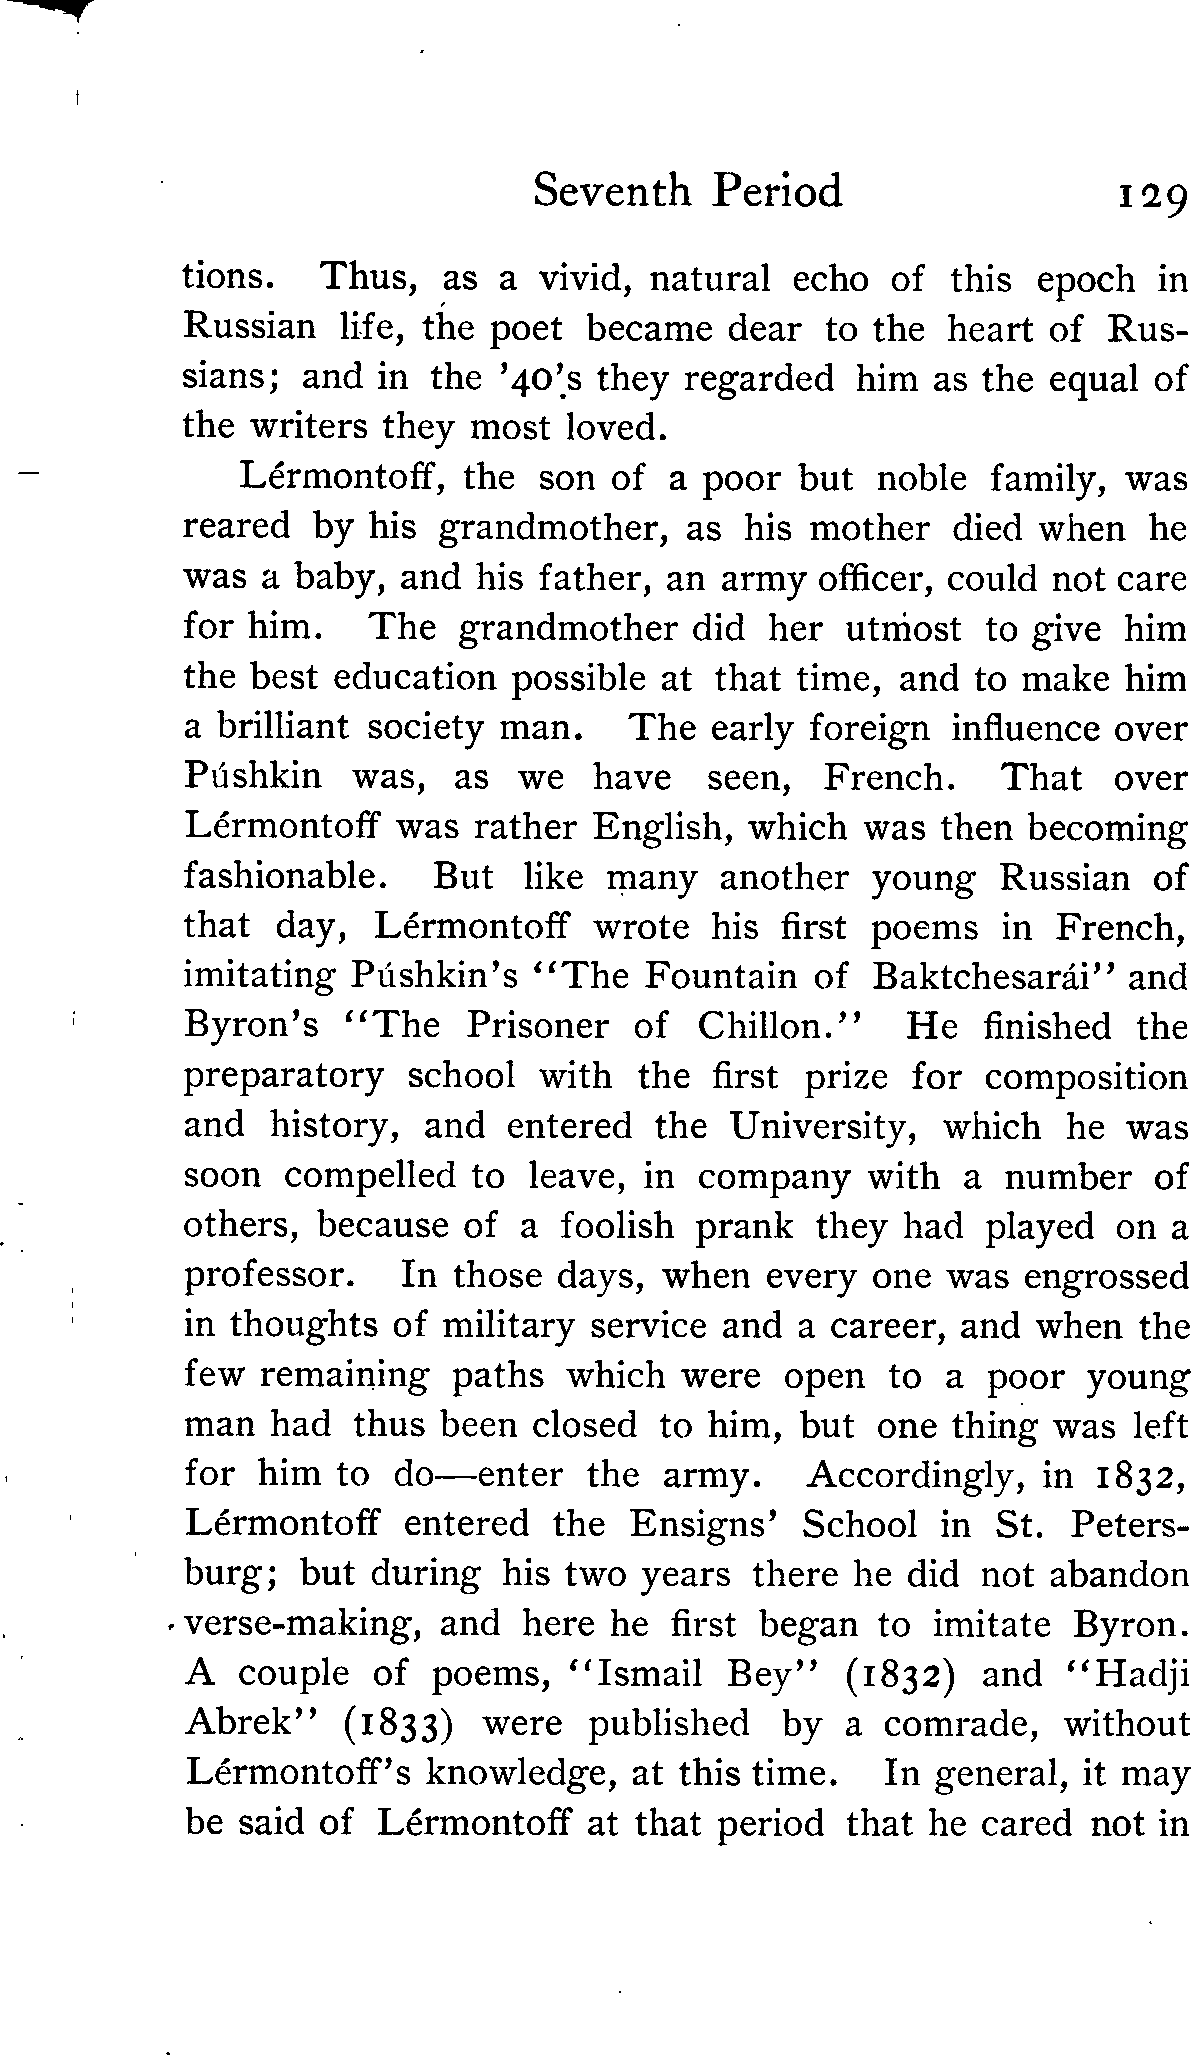 Seventh Period 129
tions. Thus, as a vivid, natural echo of this epoch in
Russian life, the poet became dear to the heart of Rus-
sians; and in the '40's they regarded him as the equal of
the writers they most loved.
Lérmontoff, the son of a poor but noble family, was
reared by his grandmother, as his mother died when he
was a baby, and his father, an army officer, could not care
for him. The grandmother did her utmost to give him
the best education possible at that time, and to make him
a brilliant society man. The early foreign influence over
Púshkin was, as we have seen, French. That over
Lérmontoff was rather English, which was then becoming
fashionable. But like many another young Russian of
that day, Lérmontoff wrote his first poems in French,
imitating Púshkin's "The Fountain of Baktchesarái" and
Byron's "The Prisoner of Chillon." He finished the
preparatory school with the first prize for composition
and history, and entered the University, which he was
soon compelled to leave, in company with a number of
others, because of a foolish prank they had played on a
professor. In those days, when every one was engrossed
in thoughts of military service and a career, and when the
few remaining paths which were open to a poor young
man had thus been closed to him, but one thing was left
for him to do—enter the army. Accordingly, in 1832,
Lérmontoff entered the Ensigns' School in St. Peters-
burg; but during his two years there he did not abandon
verse-making, and here he first began to imitate Byron.
A couple of poems, "Ismail Bey" (1832) and "Hadji
Abrek" (1833) were published by a comrade, without
Lérmontoff's knowledge, at this time. In general, it may
be said of Lérmontoff at that period that he cared not in